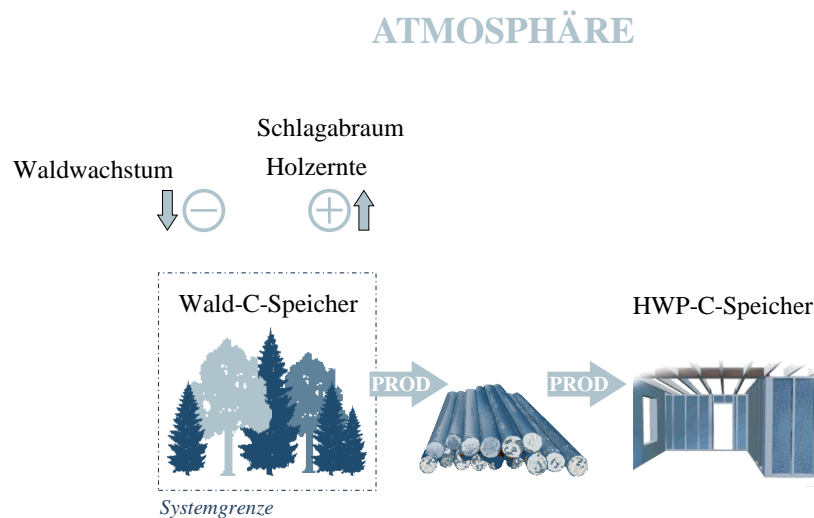 ATMOSPHÄRE
Schlagabraum
Waldwachstum
Holzernte
Wald-C-Speicher
HWP-C-Speicher
PROD
PROD
Systemgrenze